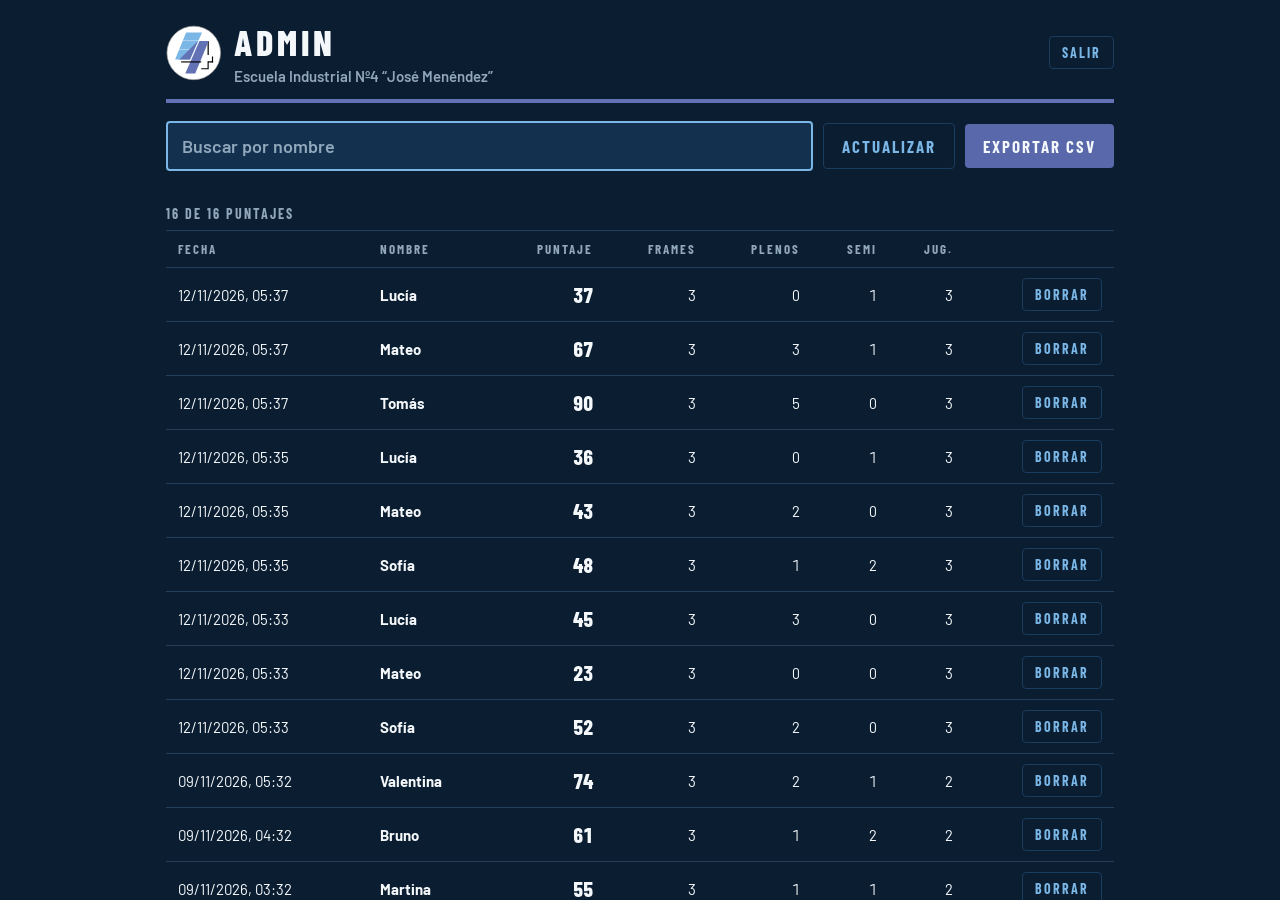 ADMIN
Escuela Industrial Nº4 “José Menéndez”
SALIR
Buscar por nombre
ACTUALIZAR
EXPORTAR CSV
16 DE 16 PUNTAJES
FECHA NOMBRE PUNTAJE FRAMES PLENOS SEMI JUG.
12/11/2026, 05:37 Lucía 37 3 0 1 3 BORRAR
12/11/2026, 05:37 Mateo 67 3 3 1 3 BORRAR
12/11/2026, 05:37 Tomás 90 3 5 0 3 BORRAR
12/11/2026, 05:35 Lucía 36 3 0 1 3 BORRAR
12/11/2026, 05:35 Mateo 43 3 2 0 3 BORRAR
12/11/2026, 05:35 Sofía 48 3 1 2 3 BORRAR
12/11/2026, 05:33 Lucía 45 3 3 0 3 BORRAR
12/11/2026, 05:33 Mateo 23 3 0 0 3 BORRAR
12/11/2026, 05:33 Sofía 52 3 2 0 3 BORRAR
09/11/2026, 05:32 Valentina 74 3 2 1 2 BORRAR
09/11/2026, 04:32 Bruno 61 3 1 2 2 BORRAR
09/11/2026, 03:32 Martina 55 3 1 1 2 BORRAR